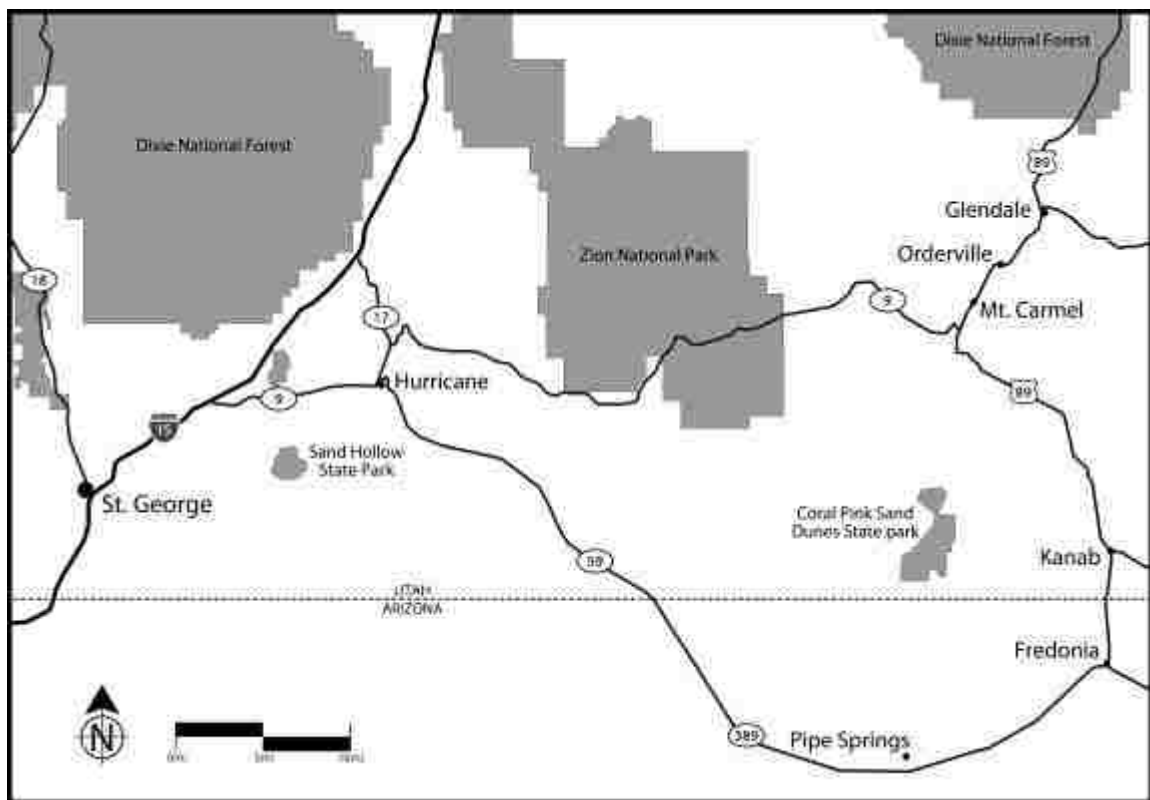 Dixie National Forest
Dixie National Forest
89
Glendale
Zion National Park
Orderville
18
9
Mt. Carmel
17
Hurricane
89
9
15
Sand Hollow
State Park
St. George
Coral Pink Sand
Dunes State park
59
Kanab
UTAH
ARIZONA
Fredonia
N
389
Pipe Springs